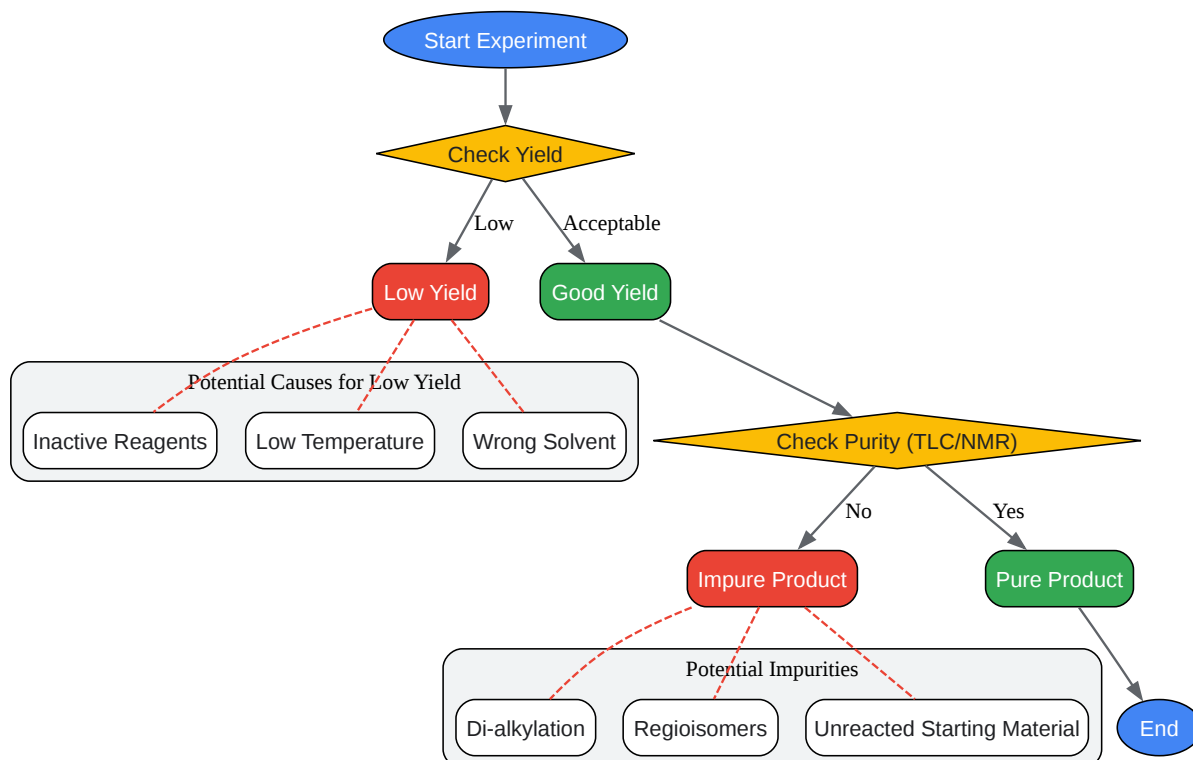 Start Experiment
Check Yield
Low
Acceptable
Low Yield
Good Yield
Potential Causes for Low Yield
Inactive Reagents
Low Temperature
Wrong Solvent
Check Purity (TLC/NMR)
No
Yes
Impure Product
Pure Product
Potential Impurities
Di-alkylation
Regioisomers
Unreacted Starting Material
End